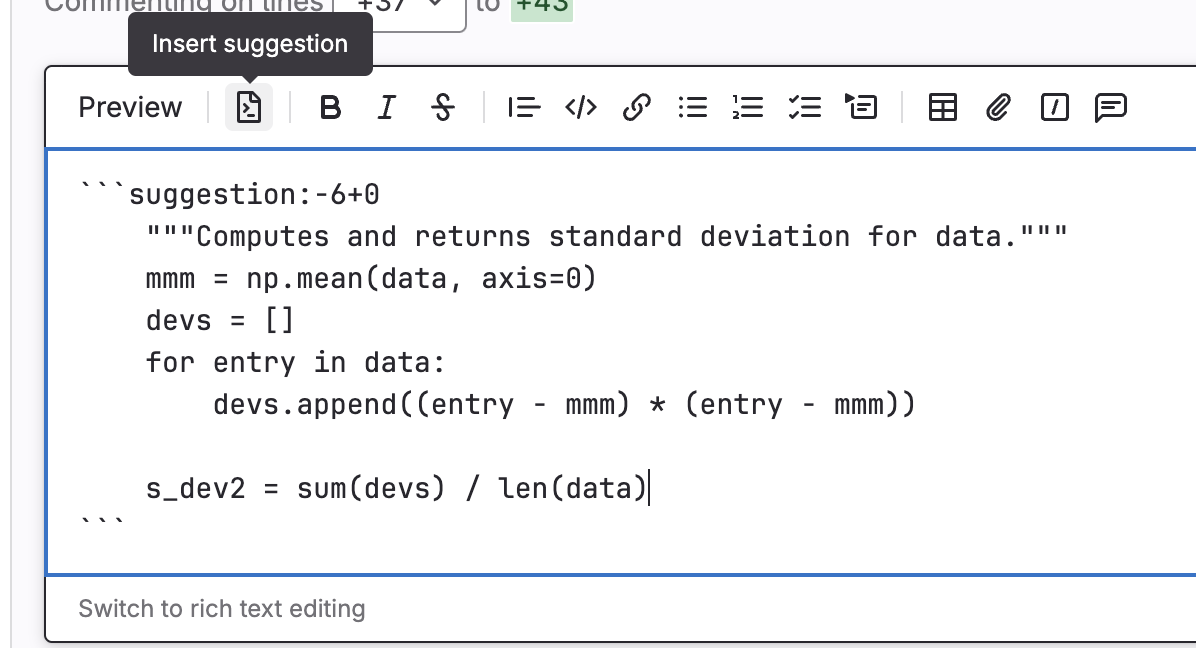 Commenting on lines +37 to +43
Insert suggestion
Preview
```suggestion:-6+0
    """Computes and returns standard deviation for data."""
    mmm = np.mean(data, axis=0)
    devs = []
    for entry in data:
        devs.append((entry - mmm) * (entry - mmm))

    s_dev2 = sum(devs) / len(data)
```
Switch to rich text editing